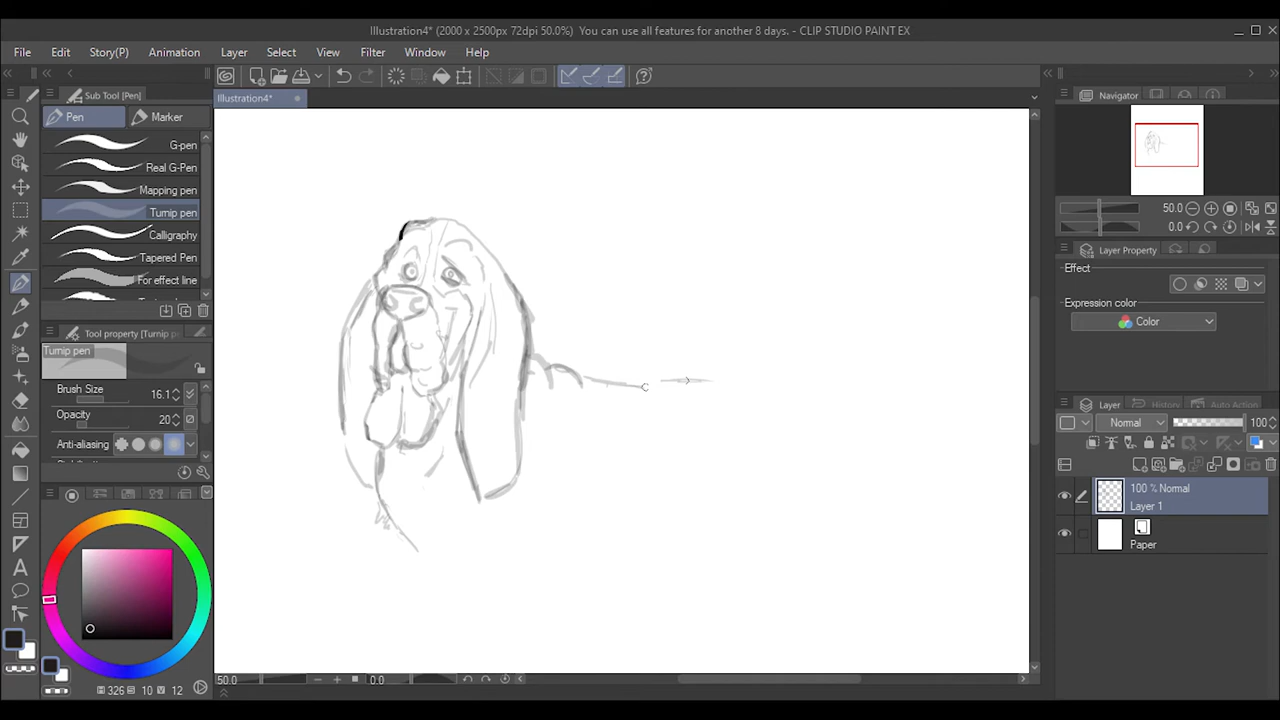 Illustration4* (2000 x 2500px 72dpi 50.0%) You can use all features for another 8 days. - CLIP STUDIO PAINT EX
File Edit Story(P) Animation Layer Select View Filter Window Help
Sub Tool [Pen]
Illustration4*
Navigator
Pen Marker
G-pen
Real G-Pen
Mapping pen
Turnip pen
Calligraphy
Tapered Pen
For effect line
50.0
0.0
Layer Property
Effect
Expression color
Color
Tool property [Turnip pen]
Turnip pen
Brush Size 16.1
Opacity 20
Anti-aliasing
Layer History Auto Action
Normal 100
100 % Normal
Layer 1
Paper
50.0 0.0
326 10 12